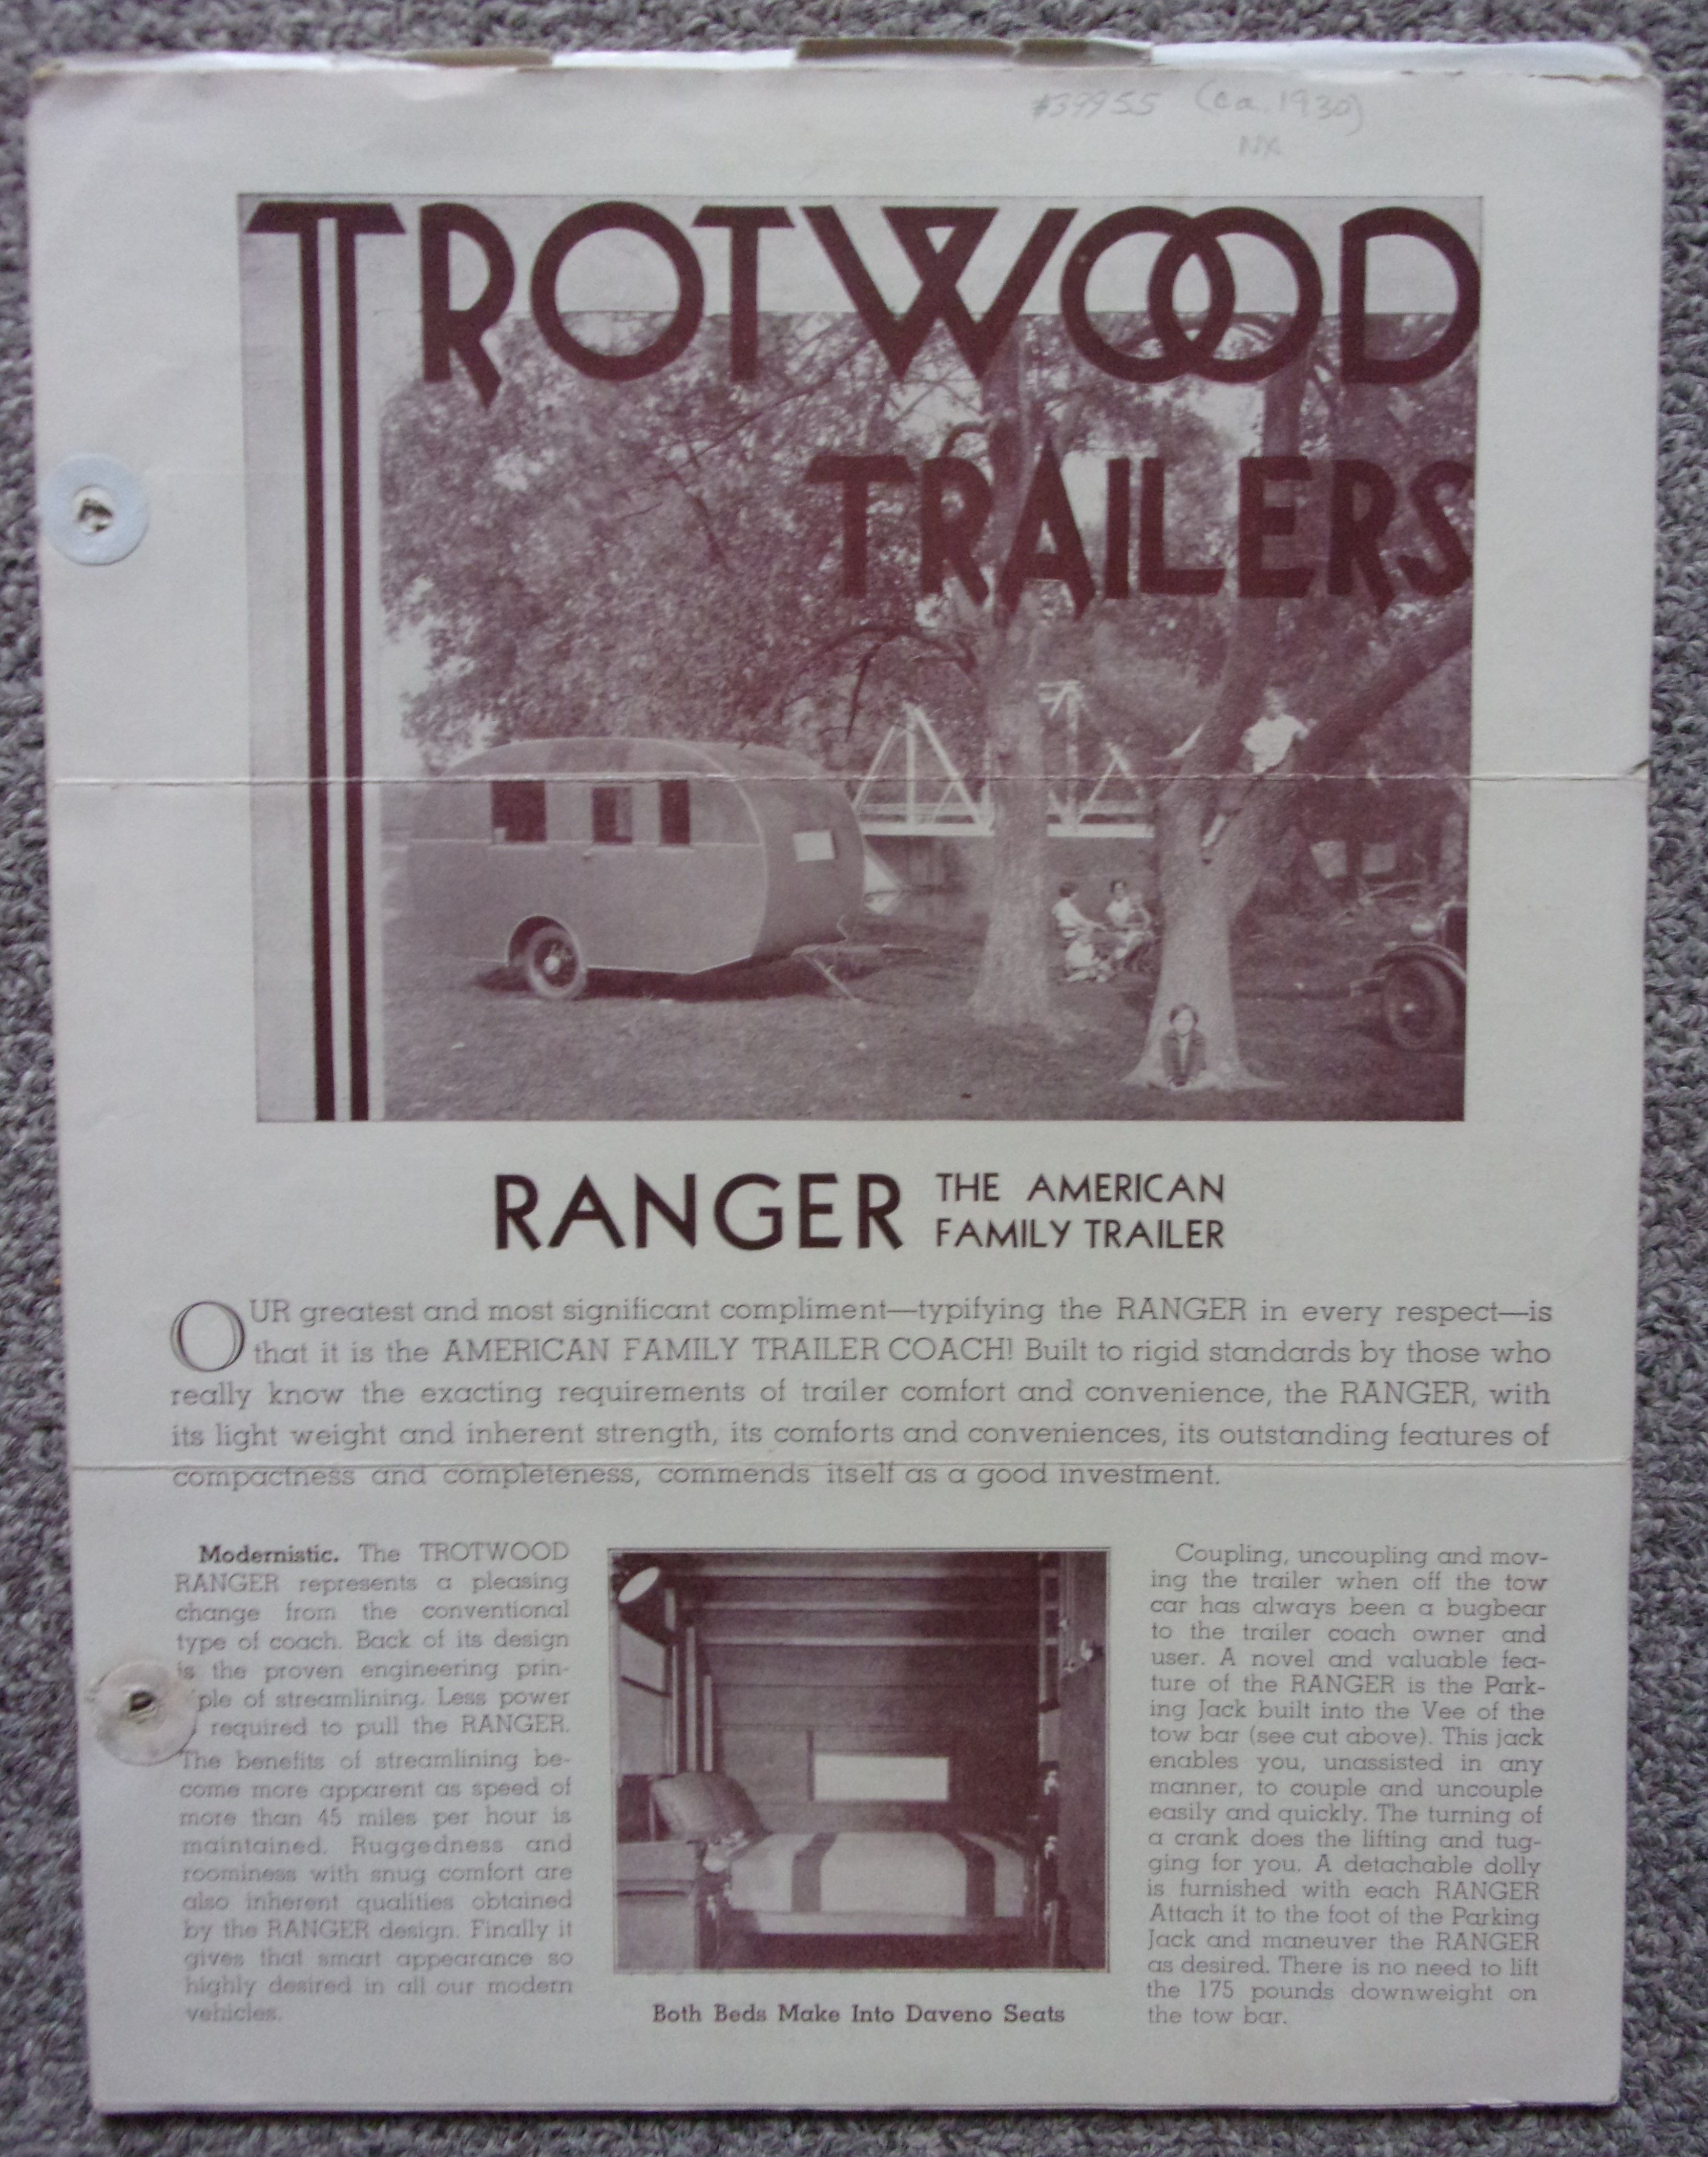 #39955 (ca. 1930)
TROTWOOD
TRAILERS
RANGER THE AMERICAN
FAMILY TRAILER
OUR greatest and most significant compliment—typifying the RANGER in every respect—is
that it is the AMERICAN FAMILY TRAILER COACH! Built to rigid standards by those who
really know the exacting requirements of trailer comfort and convenience, the RANGER, with
its light weight and inherent strength, its comforts and conveniences, its outstanding features of
compactness and completeness, commends itself as a good investment.
Modernistic. The TROTWOOD
RANGER represents a pleasing
change from the conventional
type of coach. Back of its design
is the proven engineering prin-
ple of streamlining. Less power
required to pull the RANGER.
The benefits of streamlining be-
come more apparent as speed of
more than 45 miles per hour is
maintained. Ruggedness and
roominess with snug comfort are
also inherent qualities obtained
by the RANGER design. Finally it
gives that smart appearance so
highly desired in all our modern
vehicles.
Both Beds Make Into Daveno Seats
Coupling, uncoupling and mov-
ing the trailer when off the tow
car has always been a bugbear
to the trailer coach owner and
user. A novel and valuable fea-
ture of the RANGER is the Park-
ing Jack built into the Vee of the
tow bar (see cut above). This jack
enables you, unassisted in any
manner, to couple and uncouple
easily and quickly. The turning of
a crank does the lifting and tug-
ging for you. A detachable dolly
is furnished with each RANGER
Attach it to the foot of the Parking
Jack and maneuver the RANGER
as desired. There is no need to lift
the 175 pounds downweight on
the tow bar.